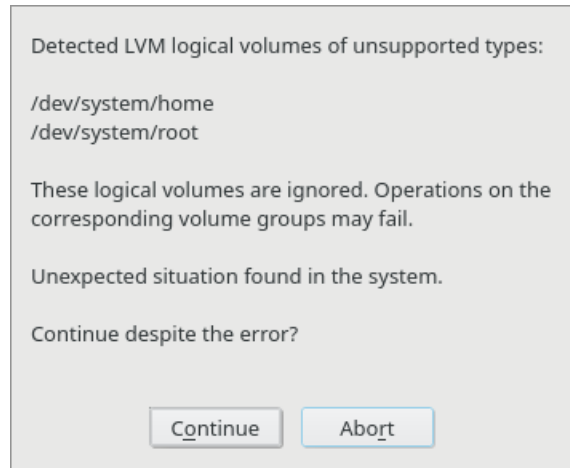 Detected LVM logical volumes of unsupported types:
/dev/system/home
/dev/system/root
These logical volumes are ignored. Operations on the
corresponding volume groups may fail.
Unexpected situation found in the system.
Continue despite the error?
Continue
Abort